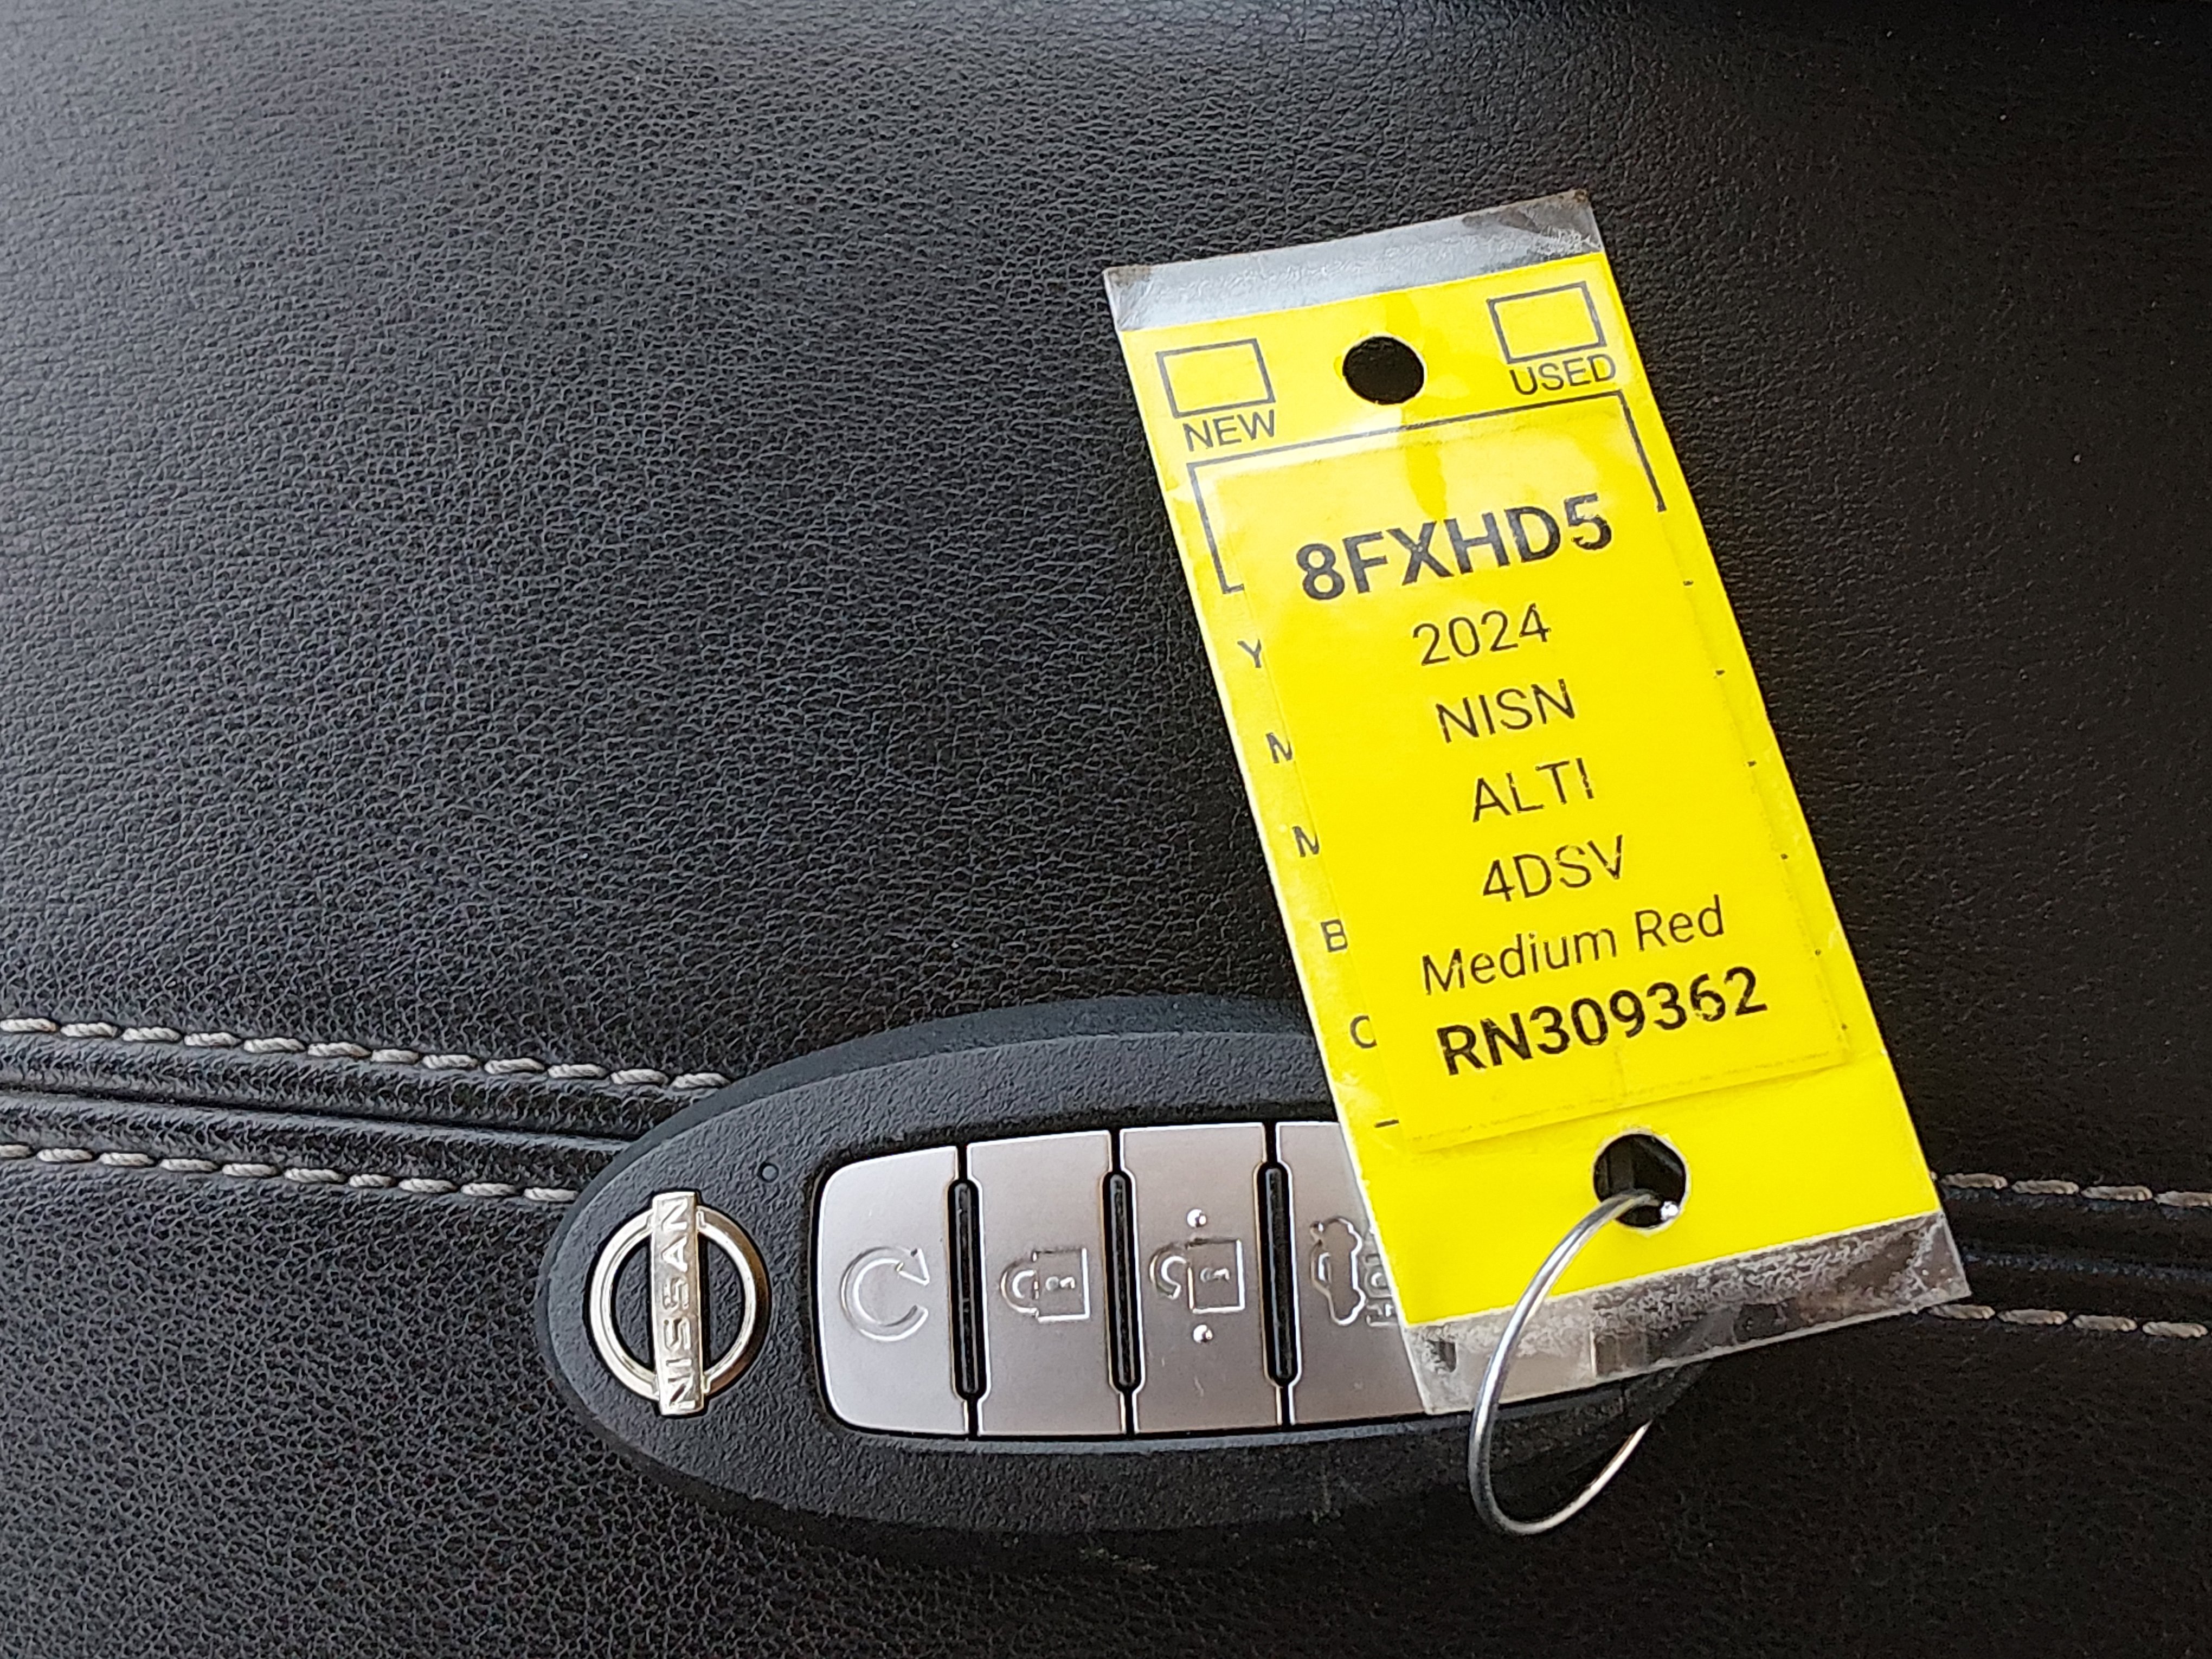 NEW
USED
8FXHD5
Y
2024
M
NISN
M
ALTI
B
4DSV
C
Medium Red
RN309362
NISSAN